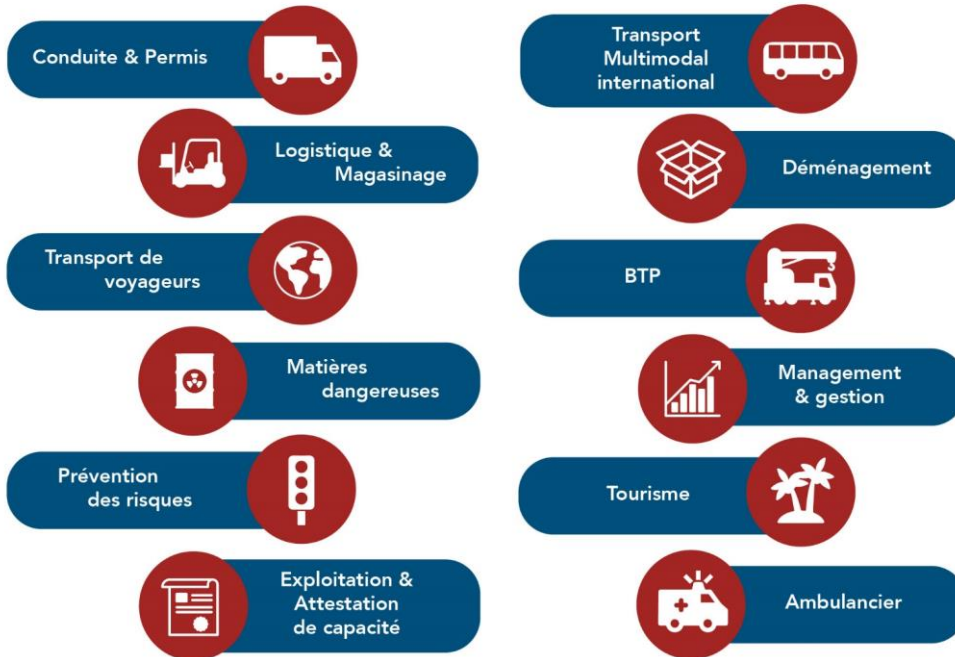 Conduite & Permis
Logistique &
Magasinage
Transport de
voyageurs
Matières
dangereuses
Prévention
des risques
Exploitation &
Attestation
de capacité
Transport
Multimodal
international
Déménagement
BTP
Management
& gestion
Tourisme
Ambulancier